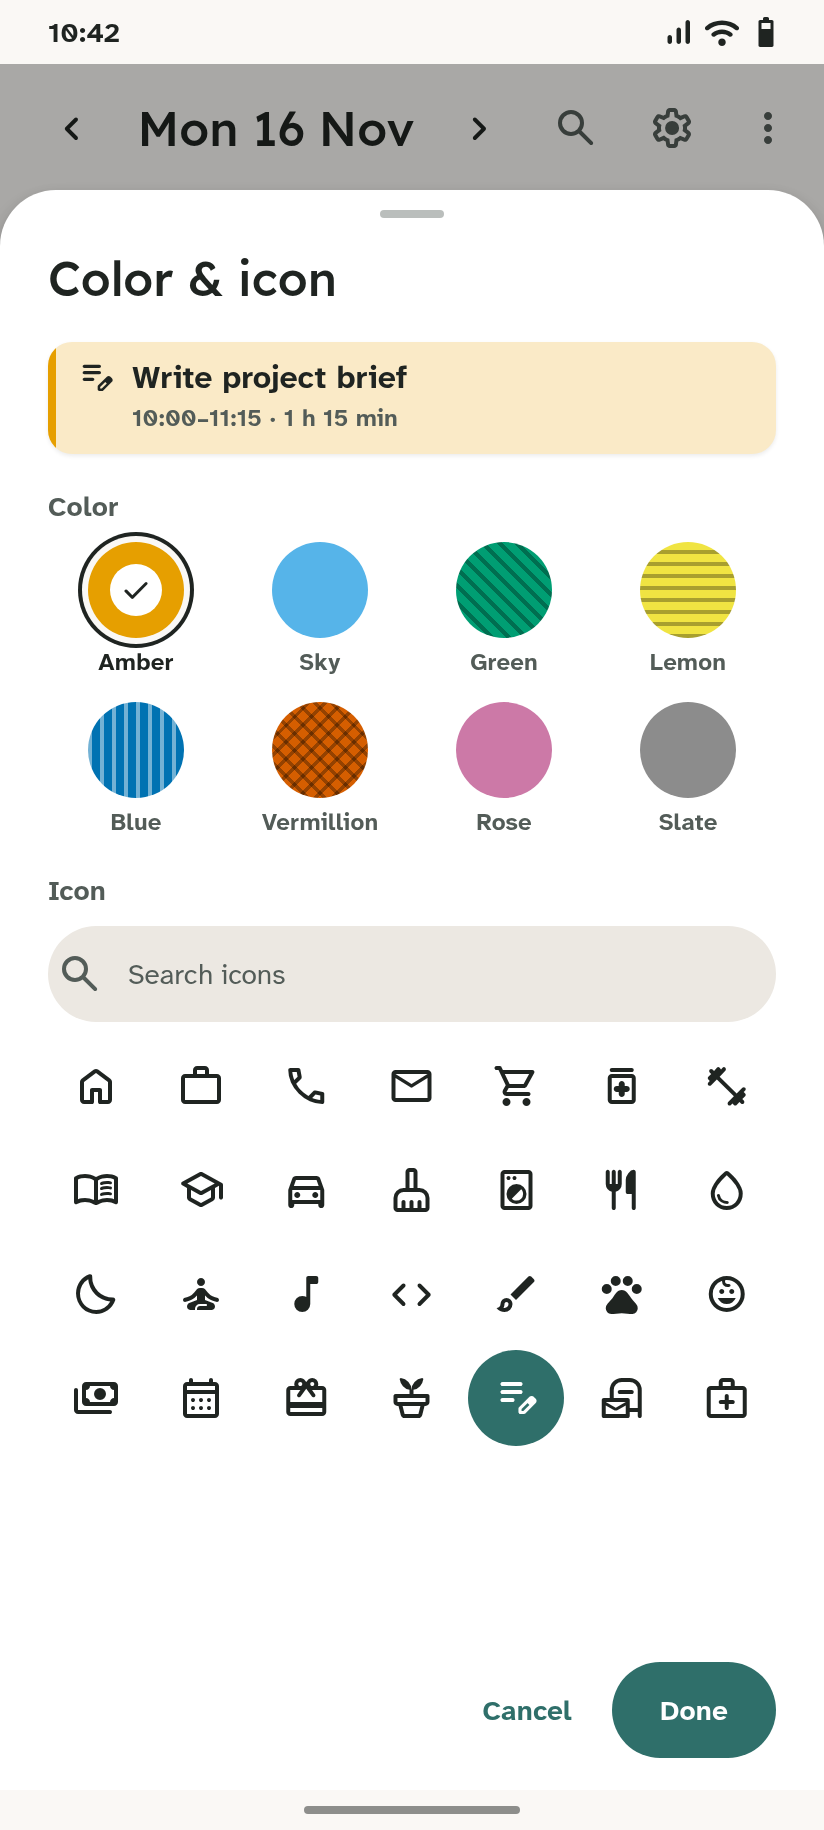 10:42
Mon 16 Nov
Color & icon
Write project brief
10:00–11:15 · 1 h 15 min
Color
Amber
Sky
Green
Lemon
Blue
Vermillion
Rose
Slate
Icon
Search icons
Cancel
Done